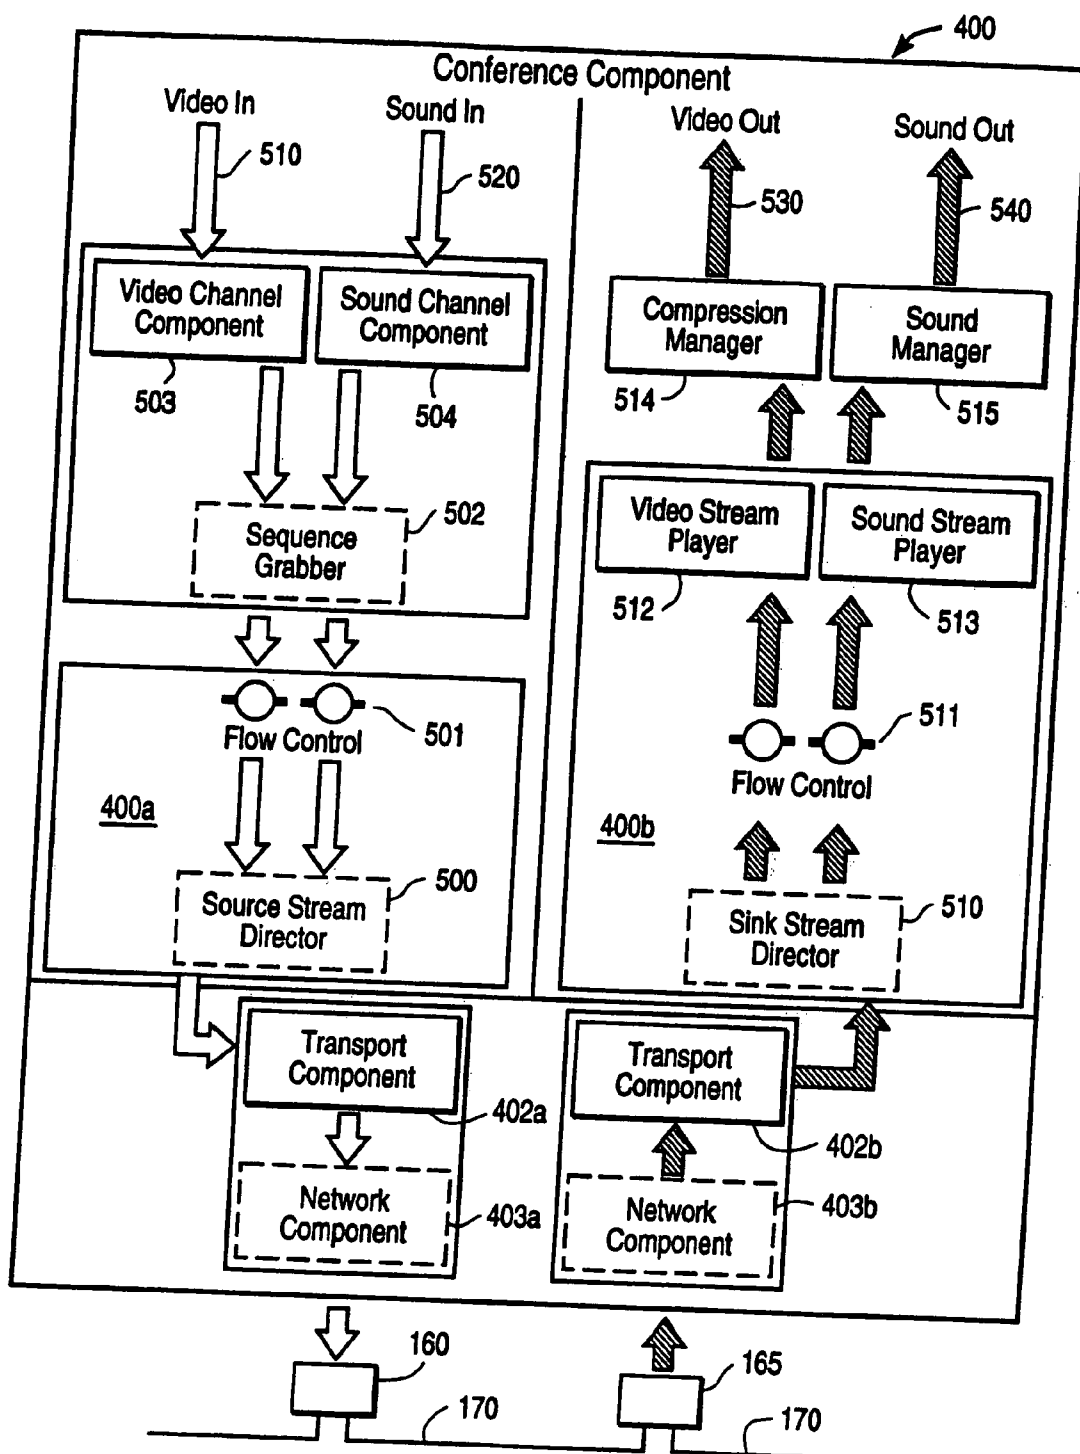 400
Conference Component
Video In
Sound In
Video Out
Sound Out
510
520
530
540
Video Channel
Component
Sound Channel
Component
Compression
Manager
Sound
Manager
503
504
514
515
Sequence
Grabber
502
Video Stream
Player
Sound Stream
Player
512
513
Flow Control
501
Flow Control
511
400a
400b
Source Stream
Director
500
Sink Stream
Director
510
Transport
Component
402a
Transport
Component
402b
Network
Component
403a
Network
Component
403b
160
165
170
170